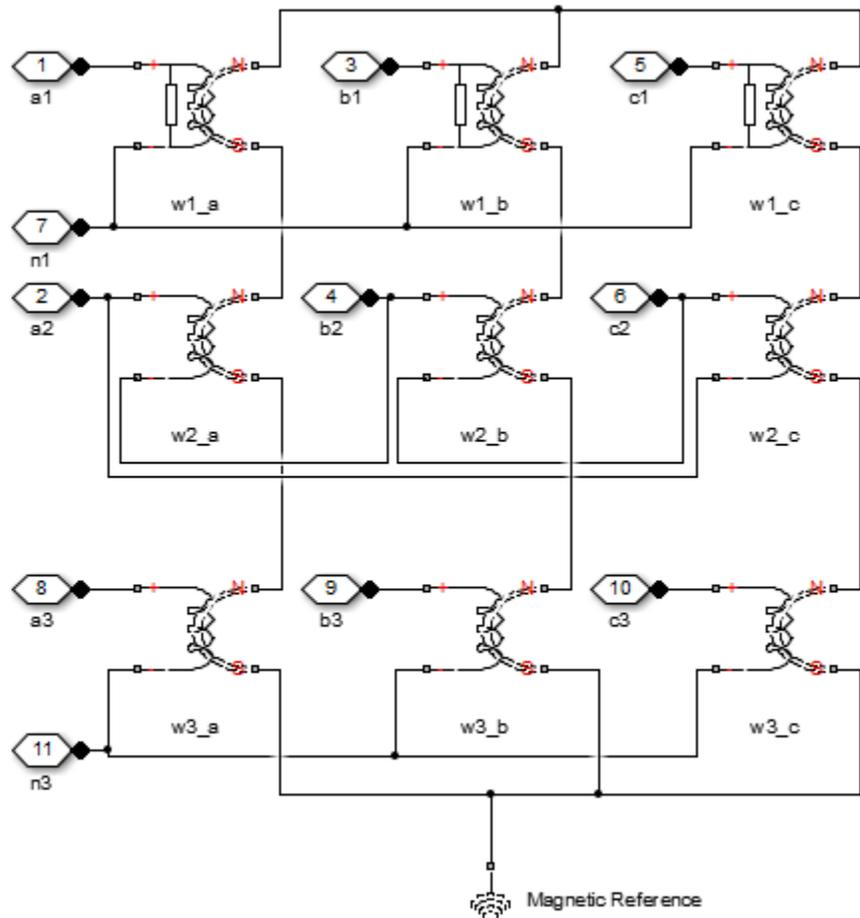 1 3 5
a1 b1 c1
+ N + N + N
- S - S - S
w1_a w1_b w1_c
7
n1
2 4 6
a2 b2 c2
+ N + N + N
- S - S - S
w2_a w2_b w2_c
8 9 10
a3 b3 c3
+ N + N + N
- S - S - S
w3_a w3_b w3_c
11
n3
Magnetic Reference